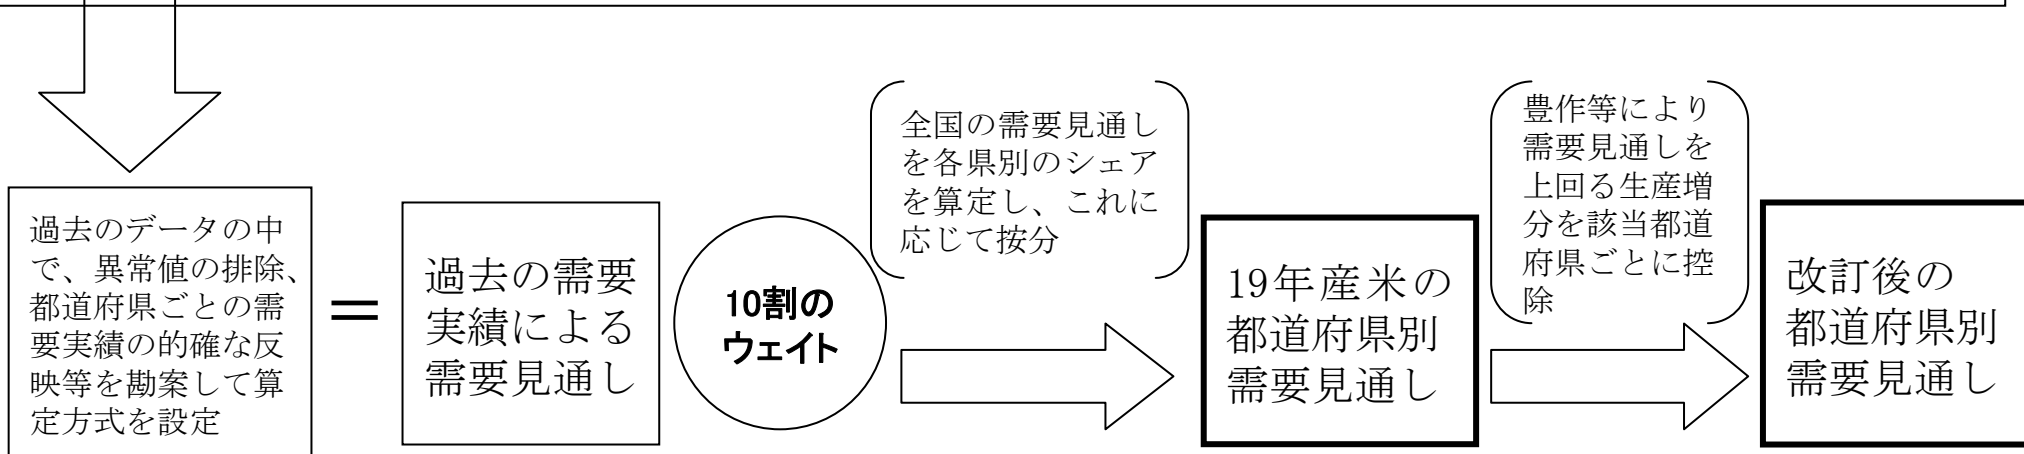 過去のデータの中
で、異常値の排除、
都道府県ごとの需
要実績の的確な反
映等を勘案して算
定方式を設定
＝
過去の需要
実績による
需要見通し
10割の
ウェイト
全国の需要見通し
を各県別のシェア
を算定し、これに
応じて按分
19年産米の
都道府県別
需要見通し
豊作等により
需要見通しを
上回る生産増
分を該当都道
府県ごとに控
除
改訂後の
都道府県別
需要見通し